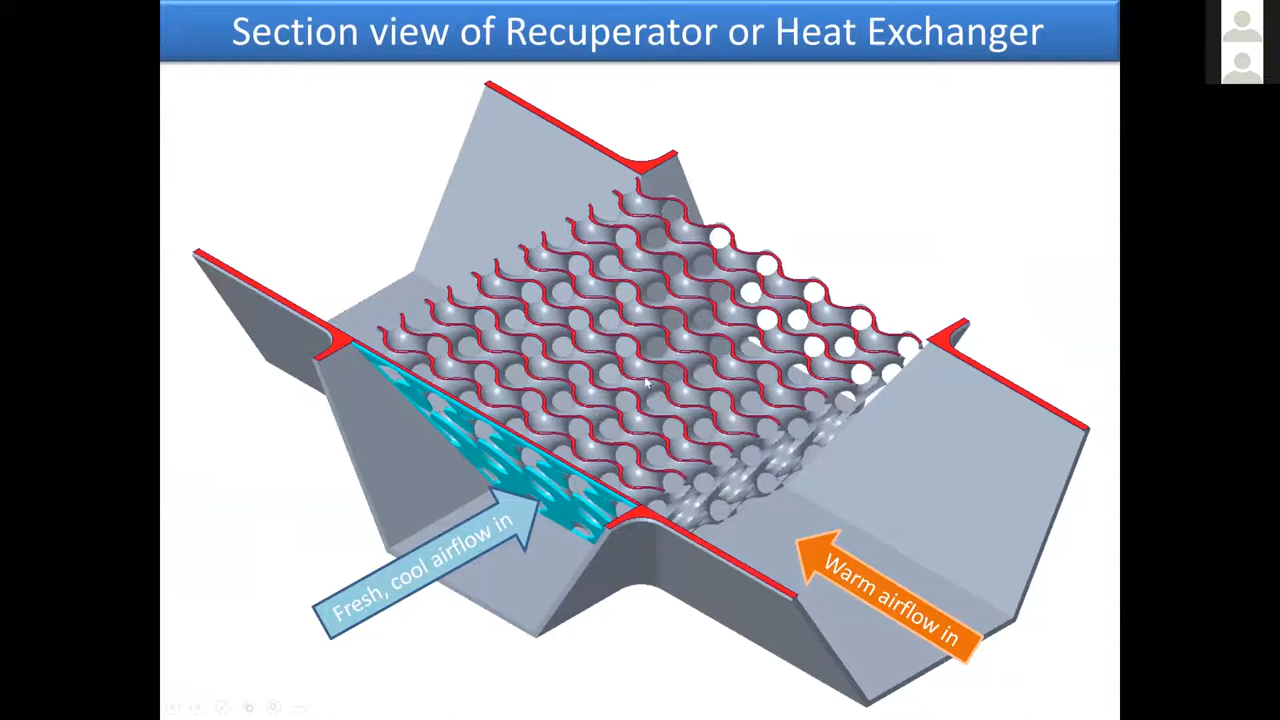 Section view of Recuperator or Heat Exchanger
Fresh, cool airflow in
Warm airflow in